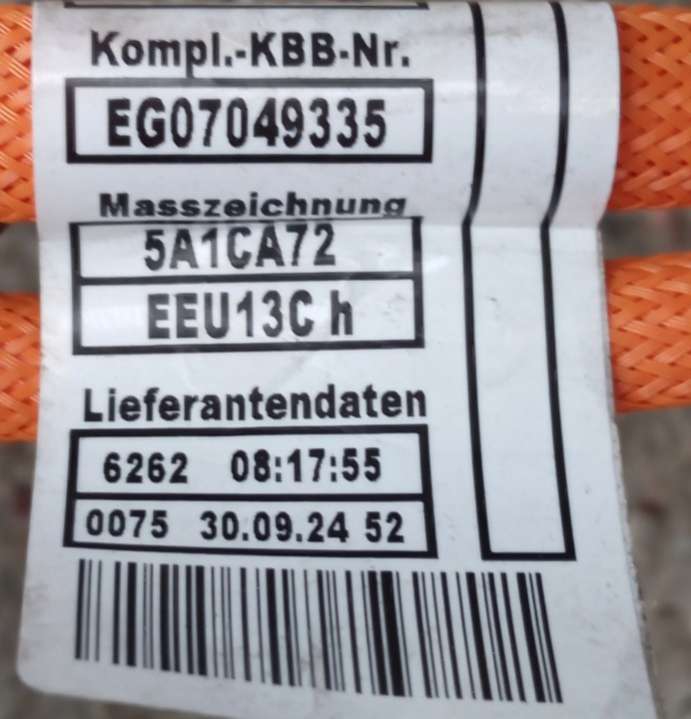 Kompl.-KBB-Nr.
EG07049335
Masszeichnung
5A1CA72
EEU13C h
Lieferantendaten
6262 08:17:55
0075 30.09.24 52